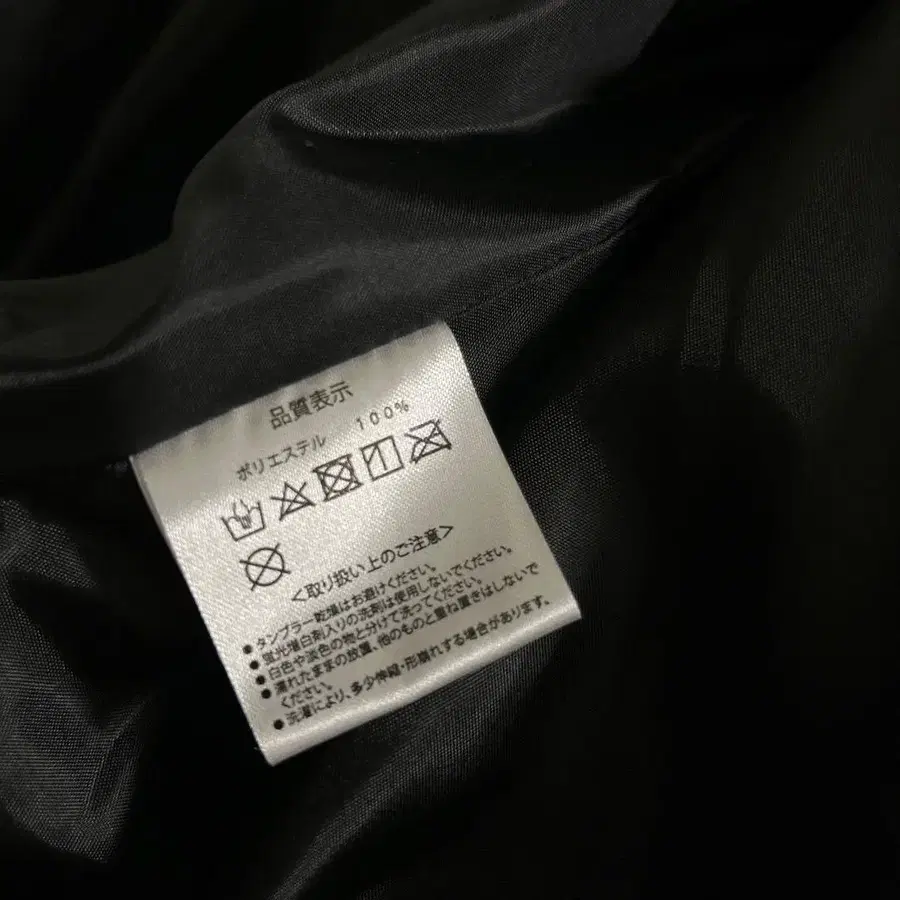 品質表示
ポリエステル 100%
<取り扱い上のご注意>
●タンブラー乾燥はお避けください。
●蛍光増白剤入りの洗剤は使用しないでください。
●白色や淡色の物と分けて洗ってください。
●濡れたままの放置、他のものと重ね置きはしないで
ください。
●洗濯により、多少伸縮・形崩れする場合があります。